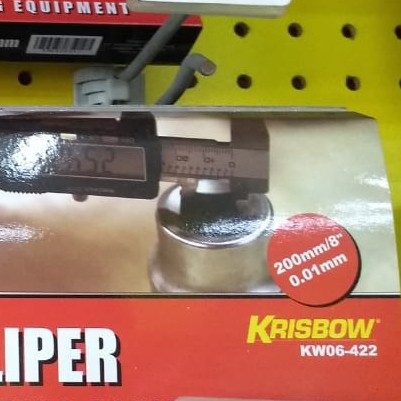 G EQUIPMENT
200mm/8"
0.01mm
KRISBOW
KW06-422
LIPER